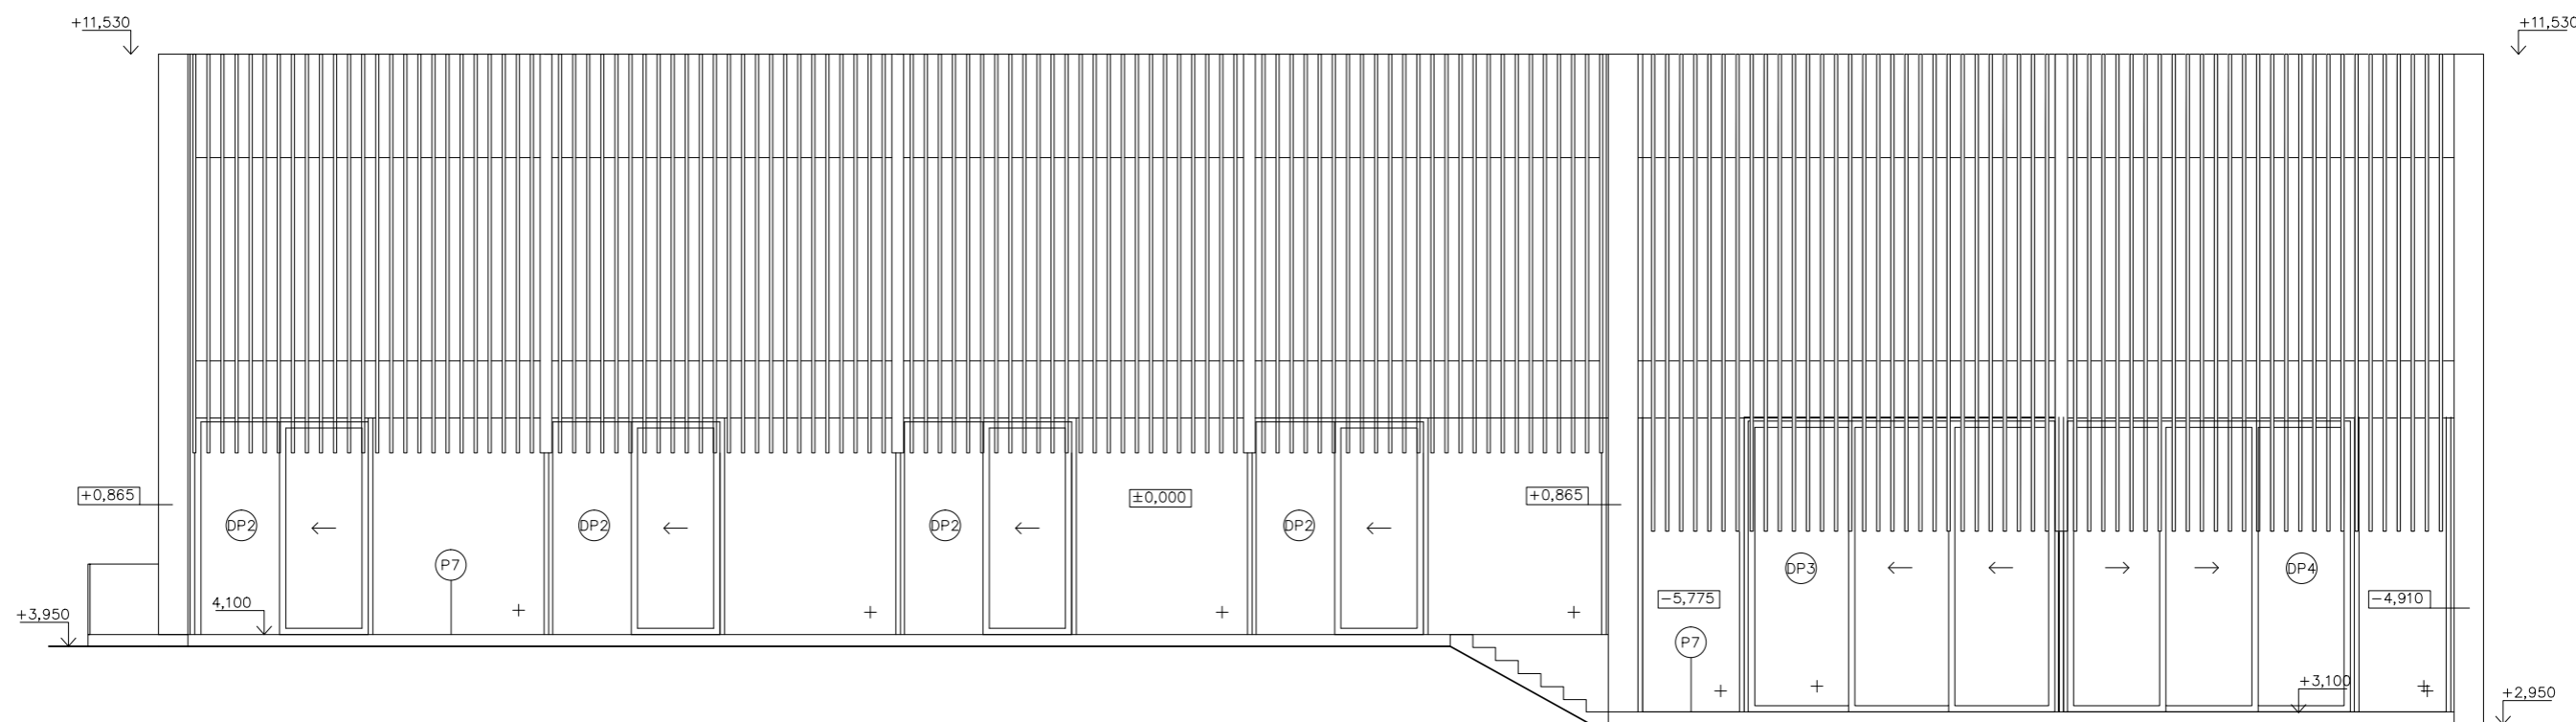 +11,530
+11,530
+0,865
±0,000
+0,865
DP2
DP2
DP2
DP2
P7
DP3
DP4
4,100
+3,950
-5,775
-4,910
P7
+3,100
+2,950